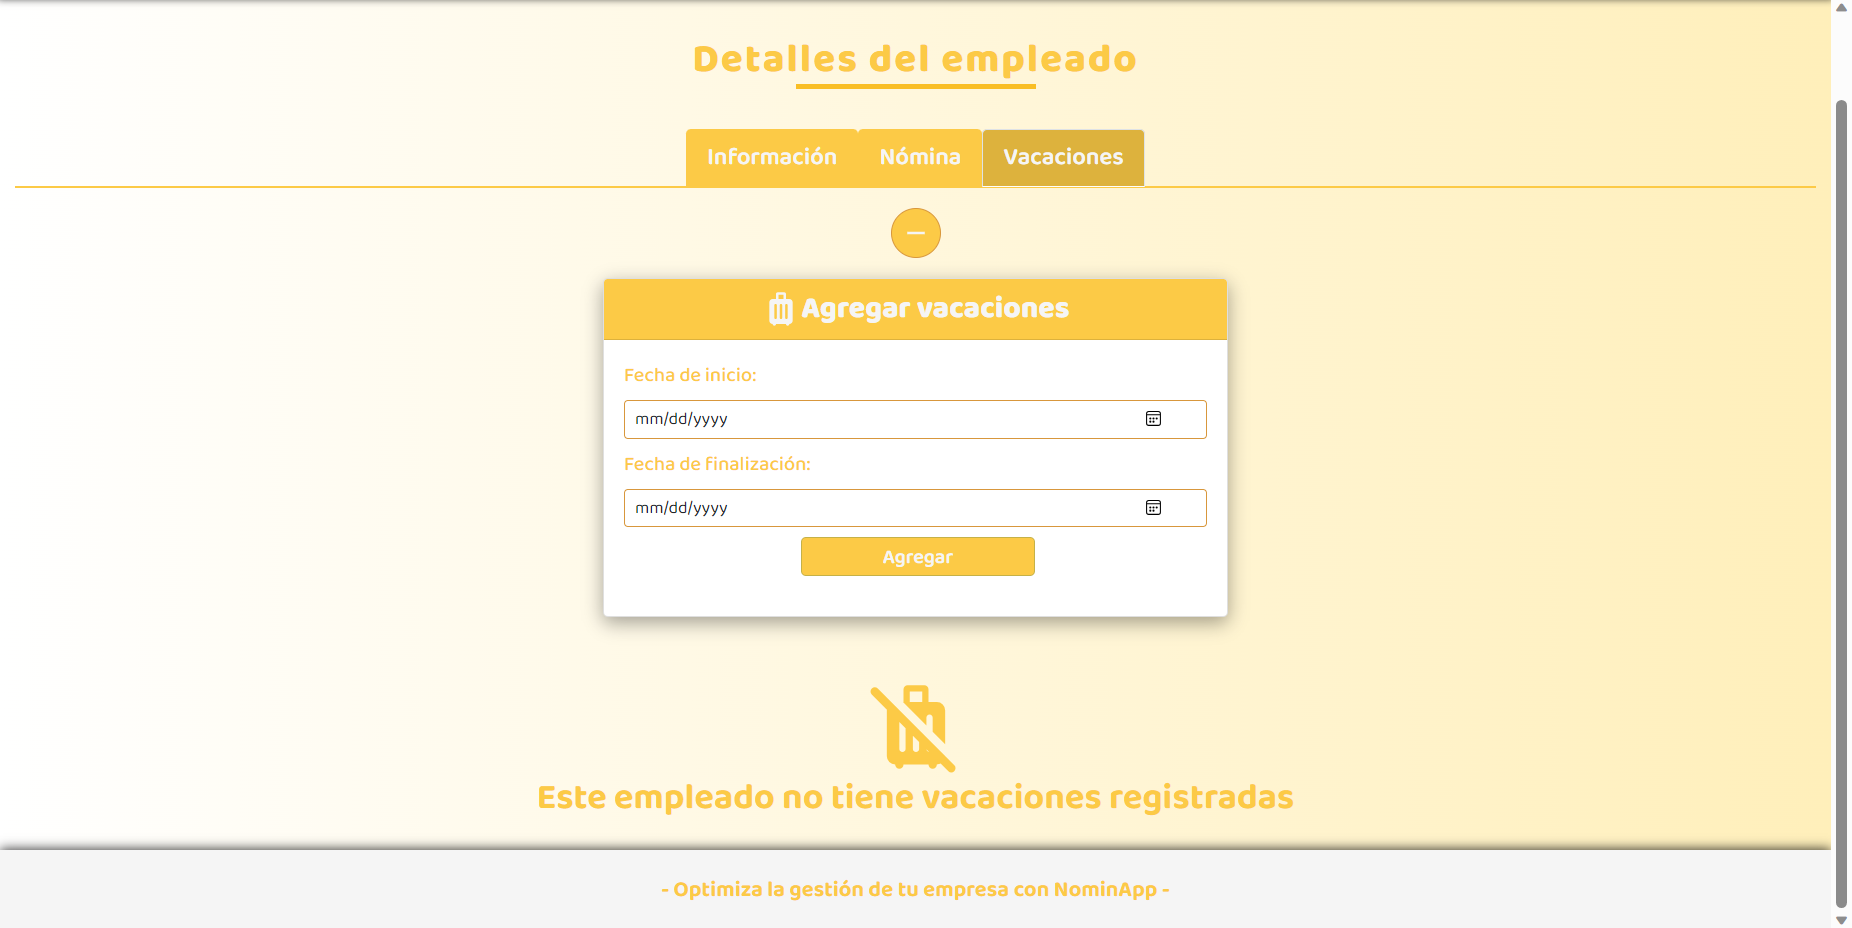 Detalles del empleado
Información Nómina Vacaciones
Agregar vacaciones
Fecha de inicio:
mm/dd/yyyy
Fecha de finalización:
mm/dd/yyyy
Agregar
Este empleado no tiene vacaciones registradas
- Optimiza la gestión de tu empresa con NominApp -